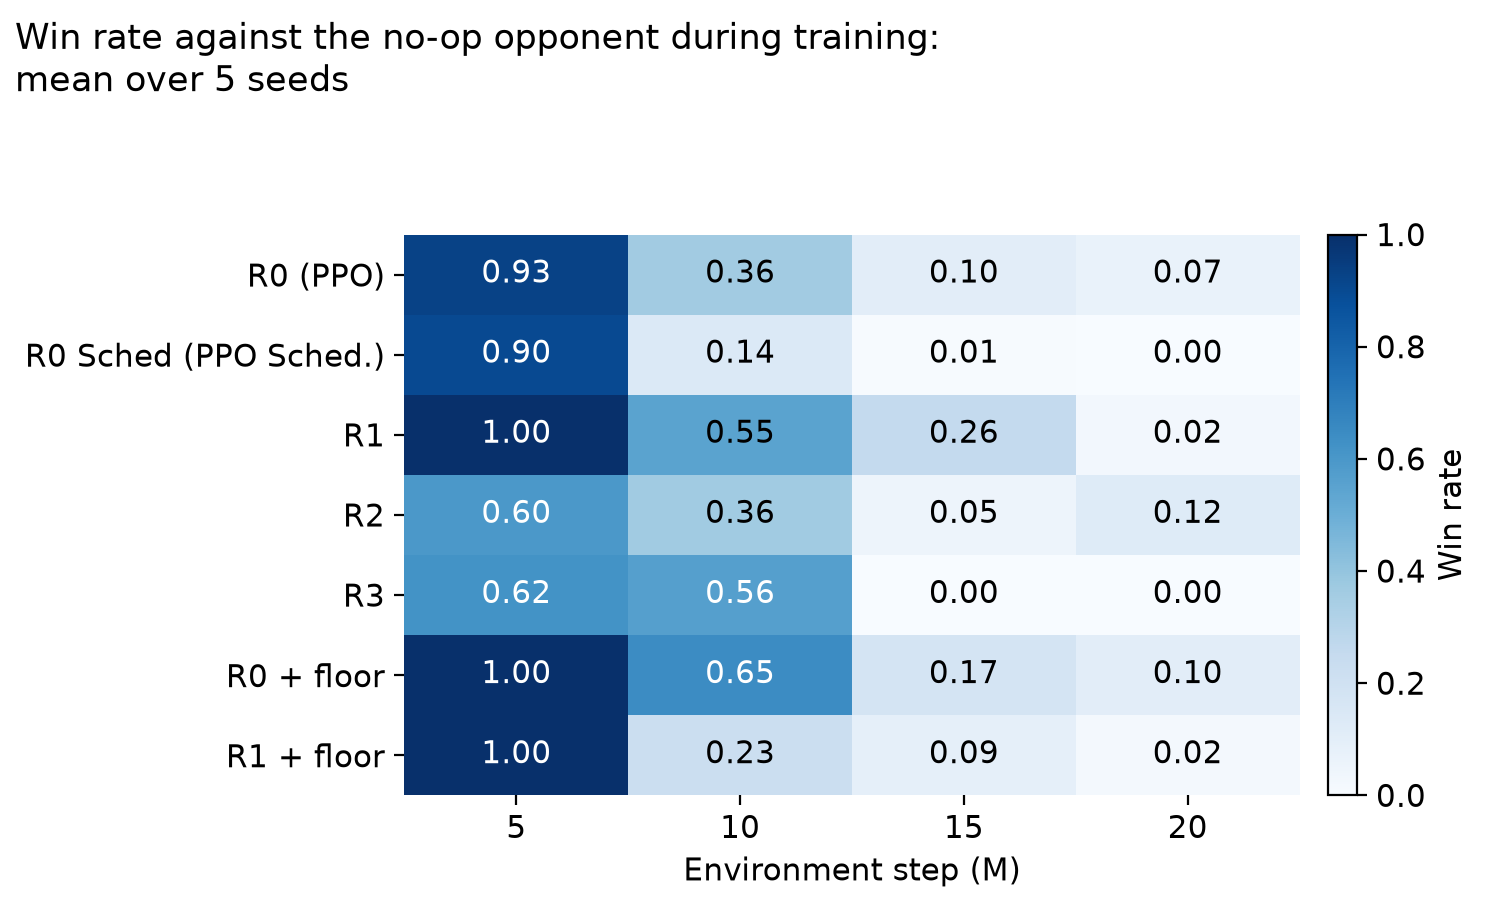 Win rate against the no-op opponent during training:
mean over 5 seeds
R0 (PPO) 0.93 0.36 0.10 0.07
R0 Sched (PPO Sched.) 0.90 0.14 0.01 0.00
R1 1.00 0.55 0.26 0.02
R2 0.60 0.36 0.05 0.12
R3 0.62 0.56 0.00 0.00
R0 + floor 1.00 0.65 0.17 0.10
R1 + floor 1.00 0.23 0.09 0.02
5 10 15 20
Environment step (M)
1.0
0.8
0.6
0.4
0.2
0.0
Win rate